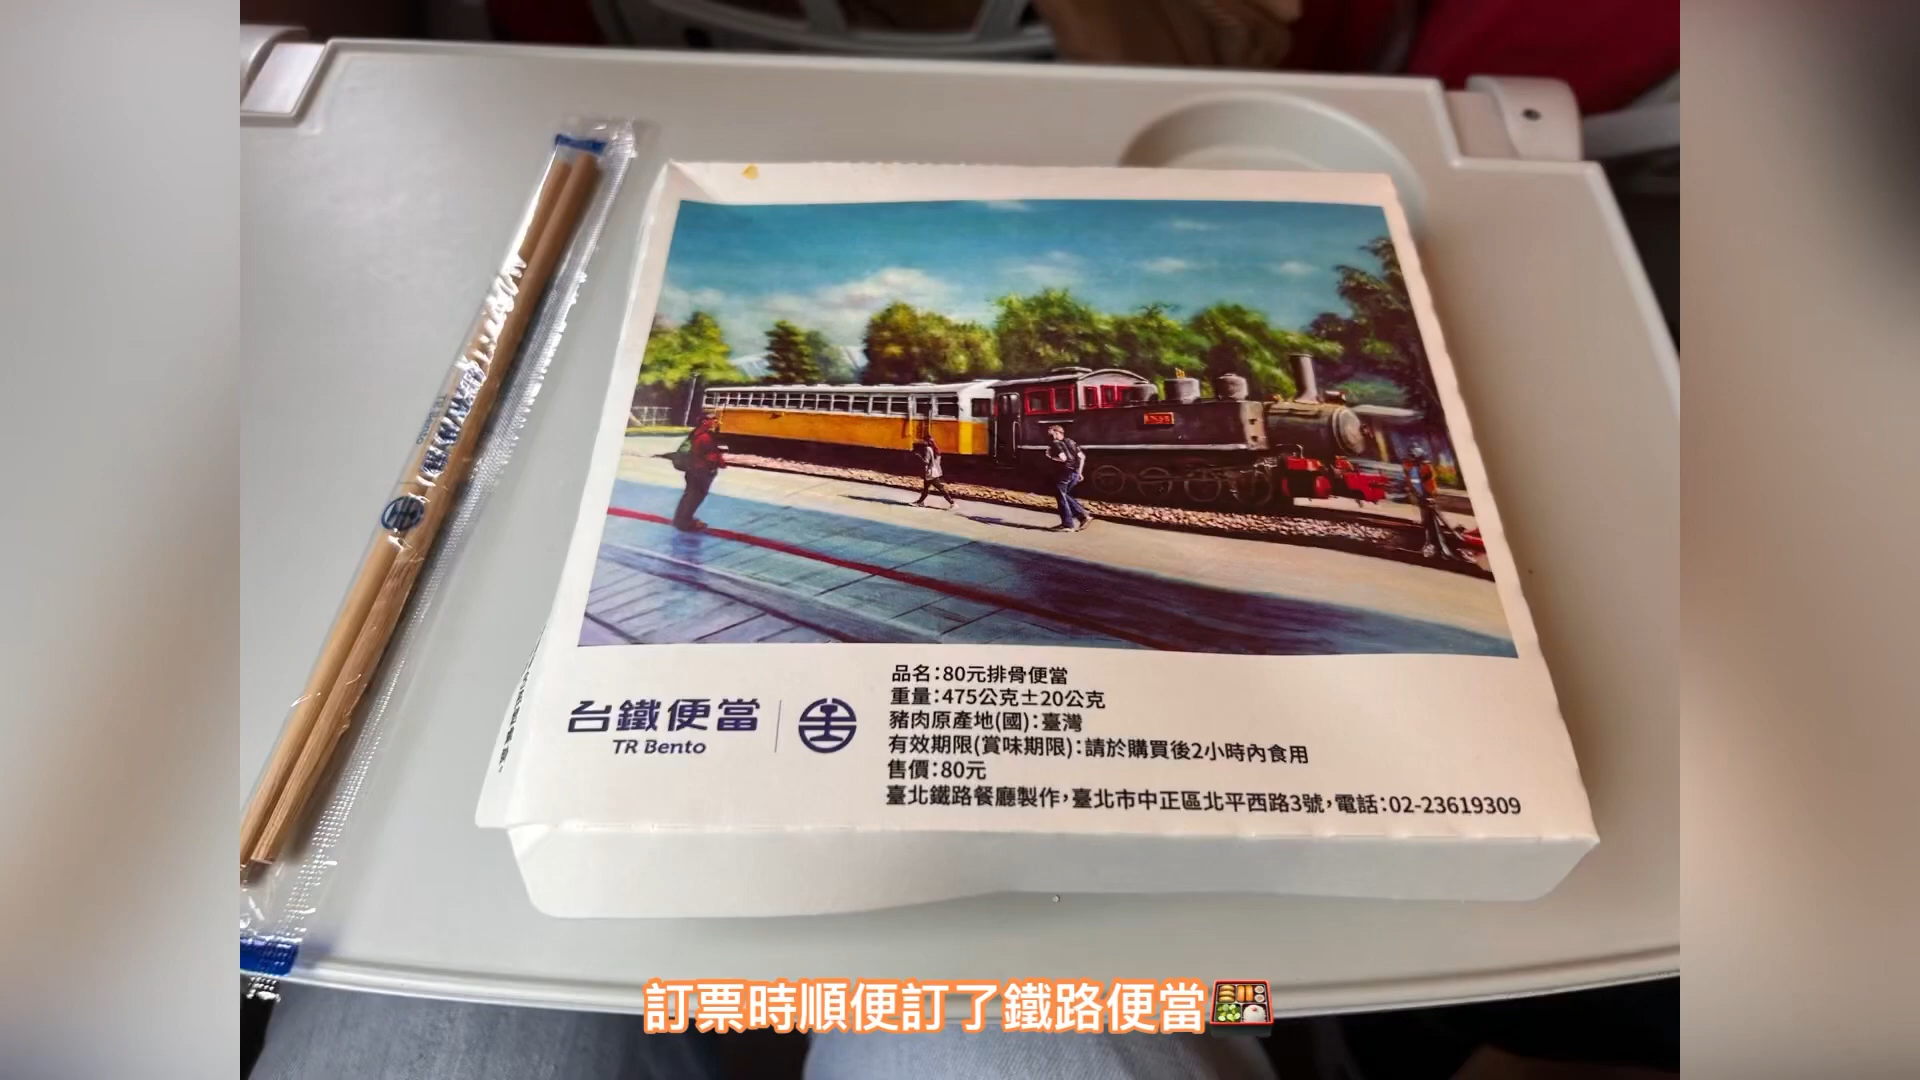 TR Bento
台鐵便當
TR Bento
品名:80元排骨便當
重量:475公克±20公克
豬肉原產地(國):臺灣
有效期限(賞味期限):請於購買後2小時內食用
售價:80元
臺北鐵路餐廳製作,臺北市中正區北平西路3號,電話:02-23619309
訂票時順便訂了鐵路便當🍱